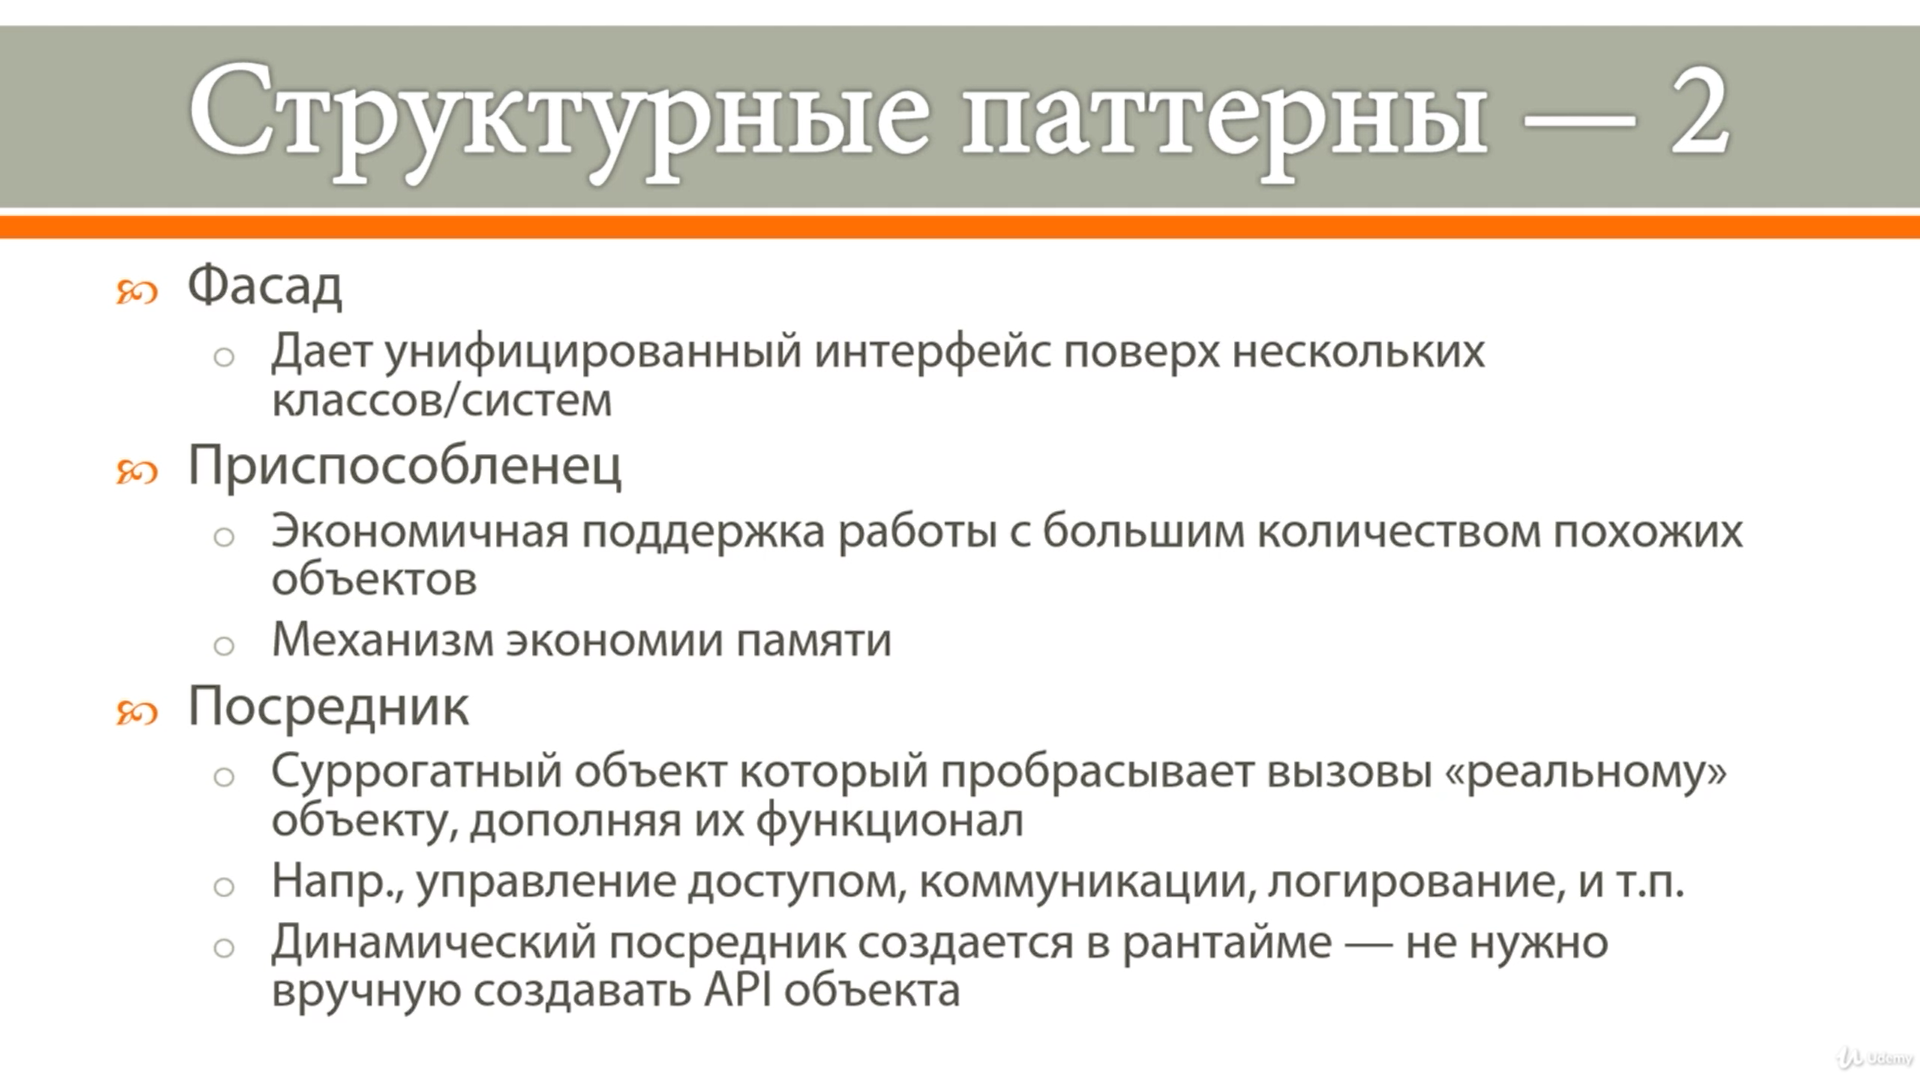 Структурные паттерны — 2
Фасад
Дает унифицированный интерфейс поверх нескольких
классов/систем
Приспособленец
Экономичная поддержка работы с большим количеством похожих
объектов
Механизм экономии памяти
Посредник
Суррогатный объект который пробрасывает вызовы «реальному»
объекту, дополняя их функционал
Напр., управление доступом, коммуникации, логирование, и т.п.
Динамический посредник создается в рантайме — не нужно
вручную создавать API объекта
Udemy